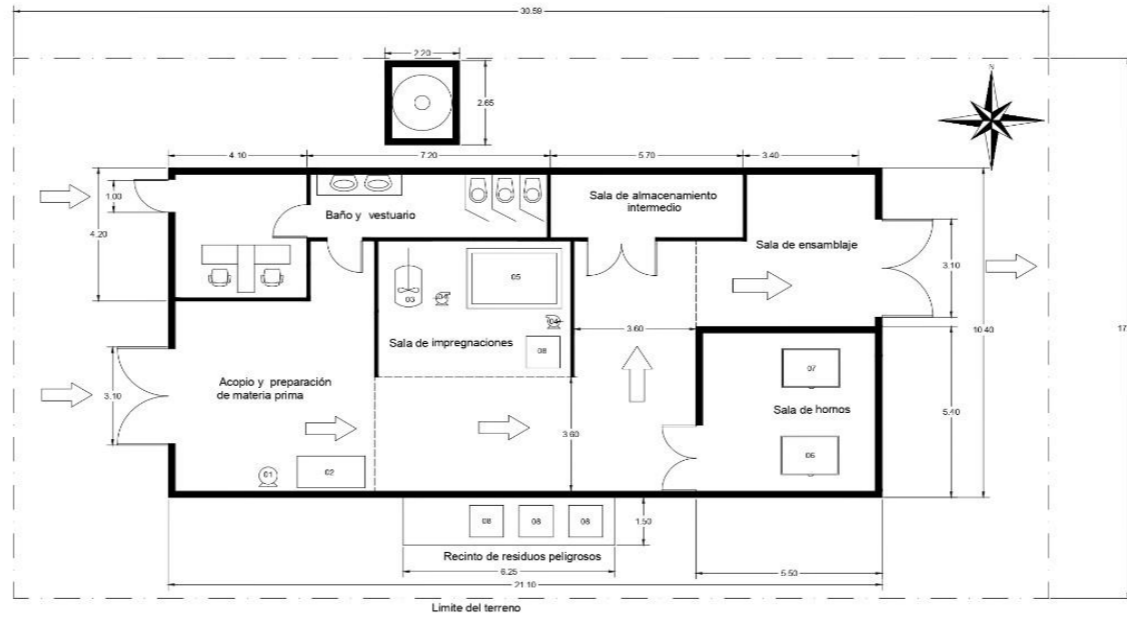 30.59
2.20
2.65
N
4.10
7.20
5.70
3.40
1.00
4.20
Baño y vestuario
Sala de almacenamiento
intermedio
Sala de ensamblaje
3.10
10.40
03
05
Sala de impregnaciones
08
3.60
07
Acopio y preparación
de materia prima
3.10
Sala de hornos
5.40
3.60
01
02
06
08
08
08
1.50
Recinto de residuos peligrosos
6.25
5.50
21.10
Limite del terreno